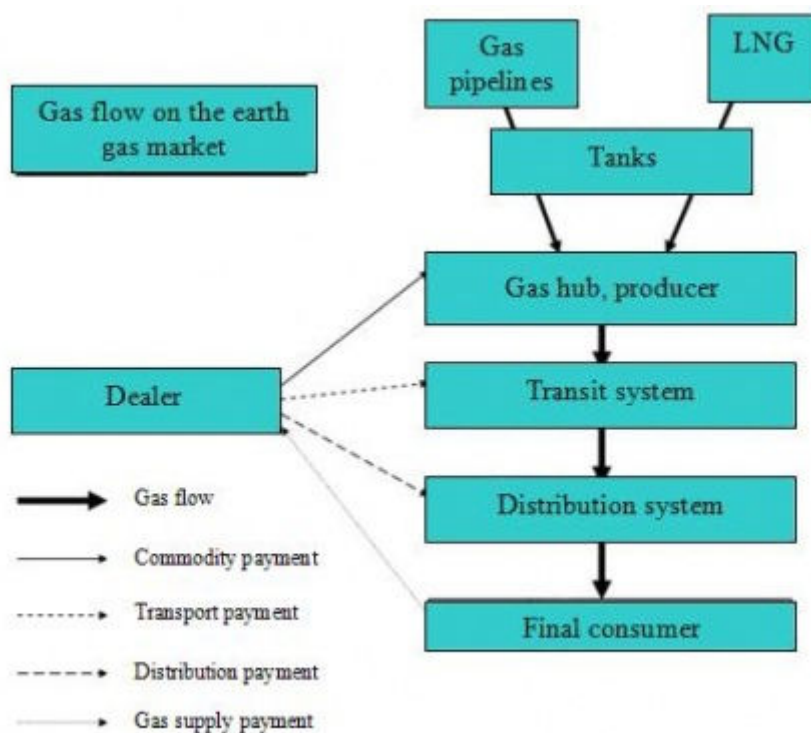 Gas
pipelines
LNG
Gas flow on the earth
gas market
Tanks
Gas hub, producer
Dealer
Transit system
Gas flow
Distribution system
Commodity payment
Transport payment
Final consumer
Distribution payment
Gas supply payment